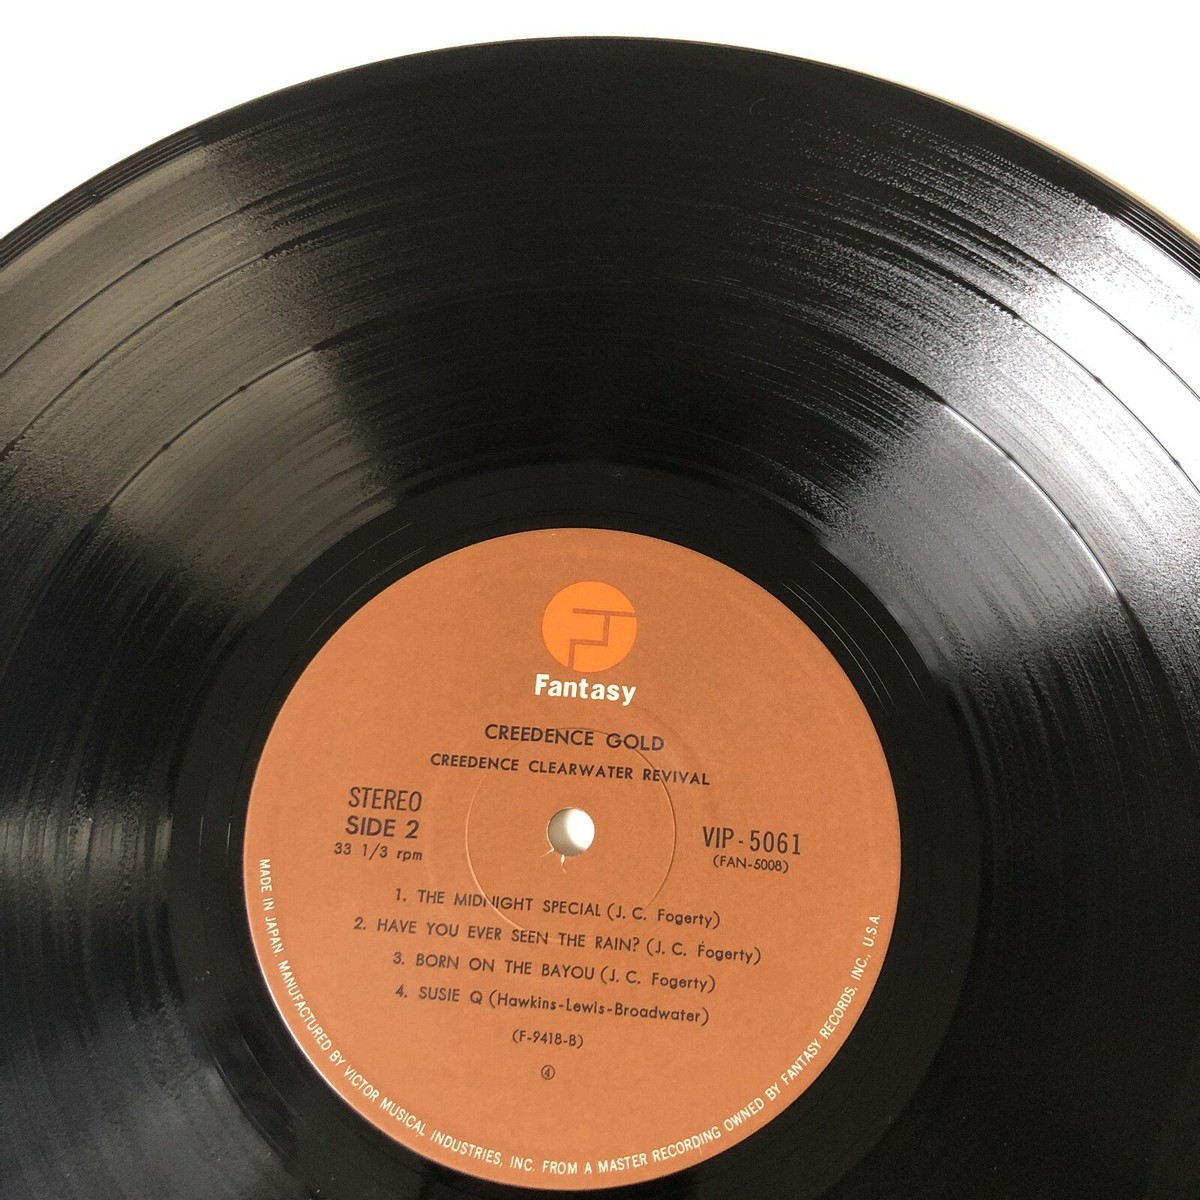 Fantasy
CREEDENCE GOLD
CREEDENCE CLEARWATER REVIVAL
STEREO
SIDE 2
33 1/3 rpm
VIP-5061
(FAN-5008)
1. THE MIDNIGHT SPECIAL (J. C. Fogerty)
2. HAVE YOU EVER SEEN THE RAIN? (J. C. Fogerty)
3. BORN ON THE BAYOU (J. C. Fogerty)
4. SUSIE Q (Hawkins-Lewis-Broadwater)
(F-9418-B)
④
MADE IN JAPAN. MANUFACTURED BY VICTOR MUSICAL INDUSTRIES, INC. FROM A MASTER RECORDING OWNED BY FANTASY RECORDS, INC., U.S.A.